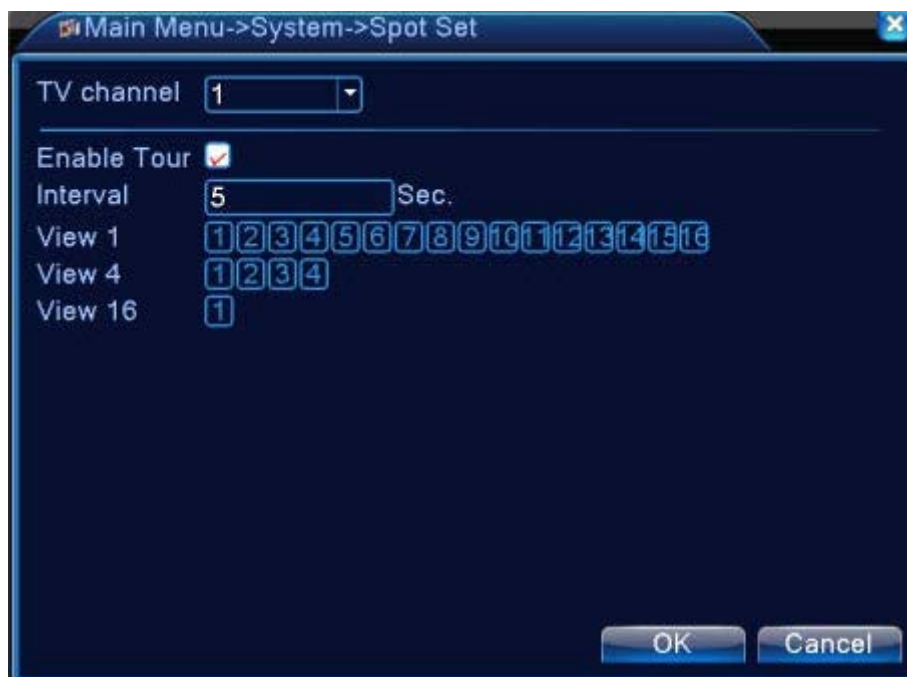 Main Menu->System->Spot Set
TV channel 1
Enable Tour
Interval 5 Sec.
View 1 1 2 3 4 5 6 7 8 9 10 11 12 13 14 15 16
View 4 1 2 3 4
View 16 1
OK Cancel